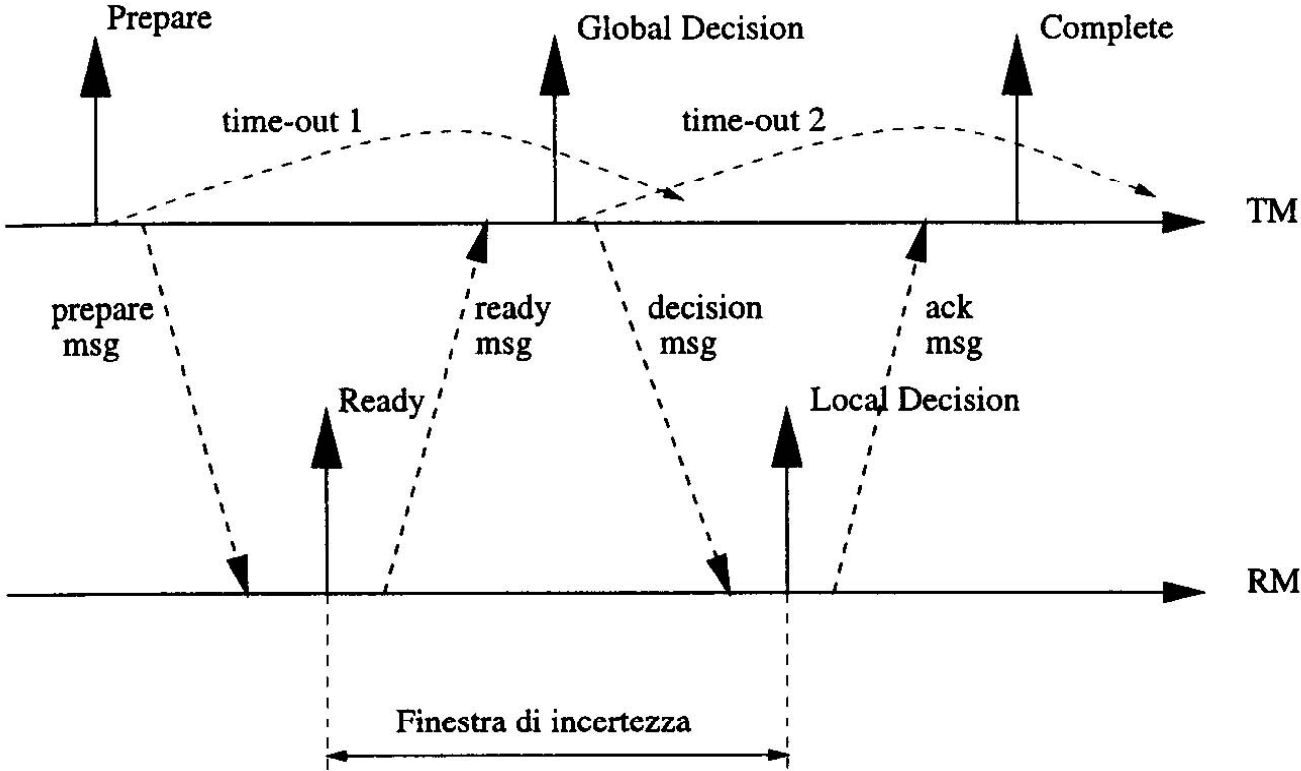 Prepare
Global Decision
Complete
time-out 1
time-out 2
TM
prepare
msg
ready
msg
decision
msg
ack
msg
Ready
Local Decision
RM
Finestra di incertezza